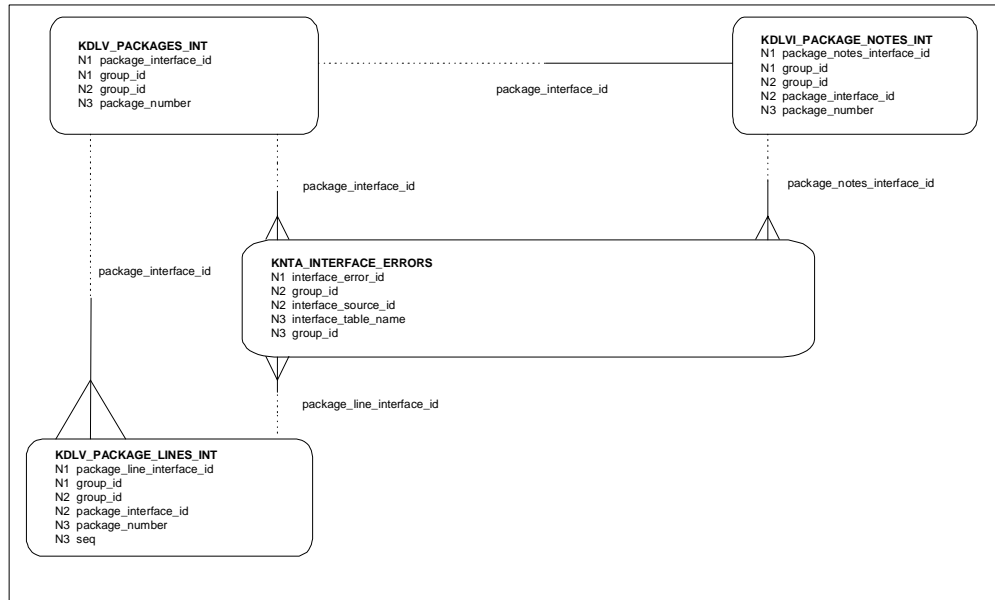 KDLV_PACKAGES_INT
N1 package_interface_id
N1 group_id
N2 group_id
N3 package_number
KDLVI_PACKAGE_NOTES_INT
N1 package_notes_interface_id
N1 group_id
N2 group_id
N2 package_interface_id
N3 package_number
package_interface_id
package_interface_id
package_notes_interface_id
package_interface_id
KNTA_INTERFACE_ERRORS
N1 interface_error_id
N2 group_id
N2 interface_source_id
N3 interface_table_name
N3 group_id
package_line_interface_id
KDLV_PACKAGE_LINES_INT
N1 package_line_interface_id
N1 group_id
N2 group_id
N2 package_interface_id
N3 package_number
N3 seq